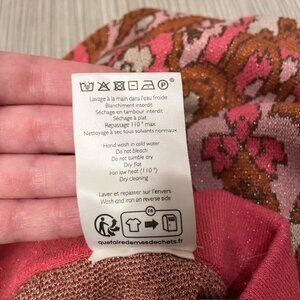 Lavage à la main dans l'eau froide
Blanchiment interdit
Séchage en tambour interdit
Séchage à plat
Repassage 110° max
Nettoyage à sec tous solvants normaux
Hand wash in cold water
Do not bleach
Do not tumble dry
Dry flat
Iron low heat (110°)
Dry cleaning
Laver et repasser sur l'envers
Wash and iron on reverse side
FR
quefairedemesdechets.fr